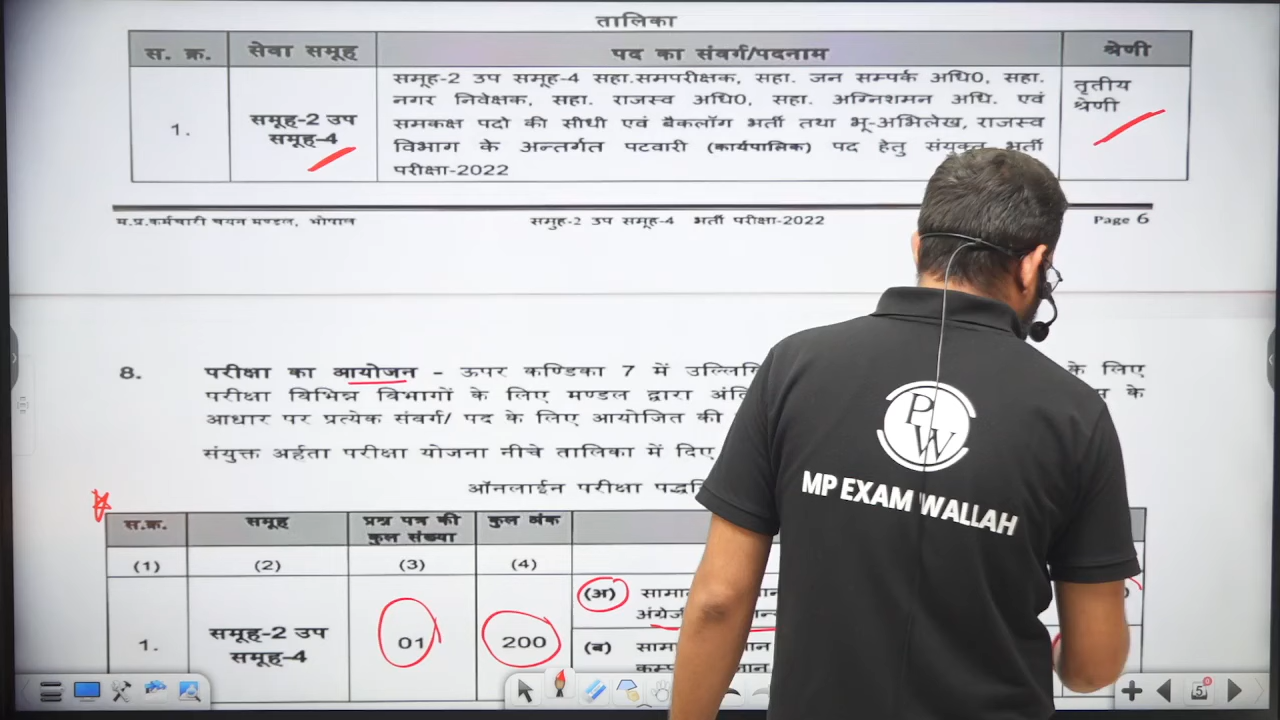 तालिका
स. क्र. सेवा समूह पद का संवर्ग/पदनाम श्रेणी
1. समूह-2 उप समूह-4
समूह-2 उप समूह-4 सहा.समपरीक्षक, सहा. जन सम्पर्क अधि0, सहा.
नगर निवेक्षक, सहा. राजस्व अधि0, सहा. अग्निशमन अधि. एवं
समकक्ष पदो की सीधी एवं बैकलॉग भर्ती तथा भू-अभिलेख, राजस्व
विभाग के अन्तर्गत पटवारी (कार्यपालिक) पद हेतु संयुक्त भर्ती
परीक्षा-2022
तृतीय
श्रेणी
म.प्र.कर्मचारी चयन मण्डल, भोपाल समुह-2 उप समूह-4 भर्ती परीक्षा-2022 Page 6
8. परीक्षा का आयोजन - ऊपर कण्डिका 7 में के लिए
परीक्षा विभिन्न विभागों के लिए मण्डल द्वारा के
आधार पर प्रत्येक संवर्ग/ पद के लिए आयोजित की
संयुक्त अर्हता परीक्षा योजना नीचे तालिका में दिए
ऑनलाईन परीक्षा
स.क्र. समूह प्रश्न पत्र की कुल संख्या कुल अंक
(1) (2) (3) (4)
1. समूह-2 उप समूह-4 01 200
(अ)
(ब)
PW
MP EXAM WALLAH
5